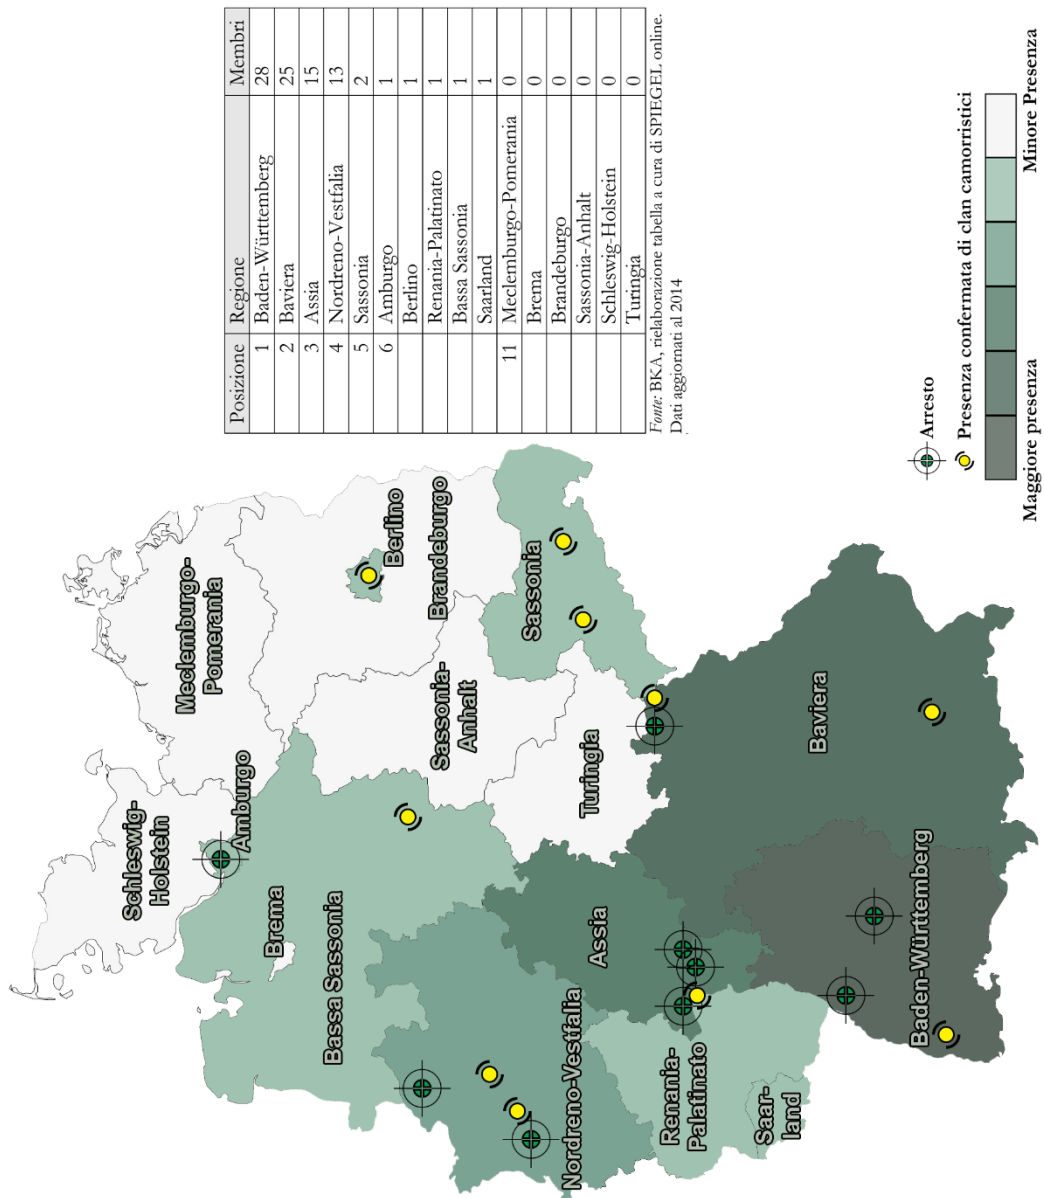 Schleswig-
Holstein
Meclemburgo-
Pomerania
Amburgo
Brema
Bassa Sassonia
Berlino
Brandeburgo
Sassonia-
Anhalt
Sassonia
Nordreno-Vestfalia
Assia
Turingia
Renania-
Palatinato
Saar-
land
Baden-Württemberg
Baviera
Posizione Regione Membri
1 Baden-Württemberg 28
2 Baviera 25
3 Assia 15
4 Nordreno-Vestfalia 13
5 Sassonia 2
6 Amburgo 1
Berlino 1
Renania-Palatinato 1
Bassa Sassonia 1
Saarland 1
11 Meclemburgo-Pomerania 0
Brema 0
Brandeburgo 0
Sassonia-Anhalt 0
Schleswig-Holstein 0
Turingia 0
Fonte: BKA, rielaborazione tabella a cura di SPIEGEL online.
Dati aggiornati al 2014
Arresto
Presenza confermata di clan camorristici
Maggiore presenza Minore Presenza